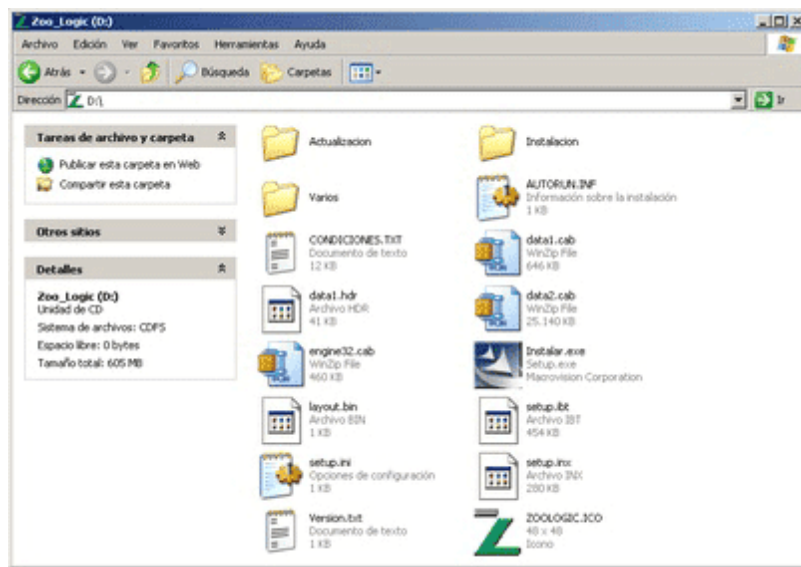 Zoo_Logic (D:)
Archivo Edición Ver Favoritos Herramientas Ayuda
Atrás Búsqueda Carpetas
Dirección D:\ Ir
Tareas de archivo y carpeta
Publicar esta carpeta en Web
Compartir esta carpeta
Otros sitios
Detalles
Zoo_Logic (D:)
Unidad de CD
Sistema de archivos: CDFS
Espacio libre: 0 bytes
Tamaño total: 605 MB
Actualizacion
Instalacion
Varios
AUTORUN.INF
Información sobre la instalación
1 KB
CONDICIONES.TXT
Documento de texto
12 KB
data1.cab
WinZip File
646 KB
data1.hdr
Archivo HDR
41 KB
data2.cab
WinZip File
25.140 KB
engine32.cab
WinZip File
460 KB
Instalar.exe
Setup.exe
Macrovision Corporation
layout.bin
Archivo BIN
1 KB
setup.ibt
Archivo IBT
454 KB
setup.ini
Opciones de configuración
1 KB
setup.inx
Archivo INX
280 KB
Version.txt
Documento de texto
1 KB
ZOOLOGIC.ICO
48 x 48
Icono